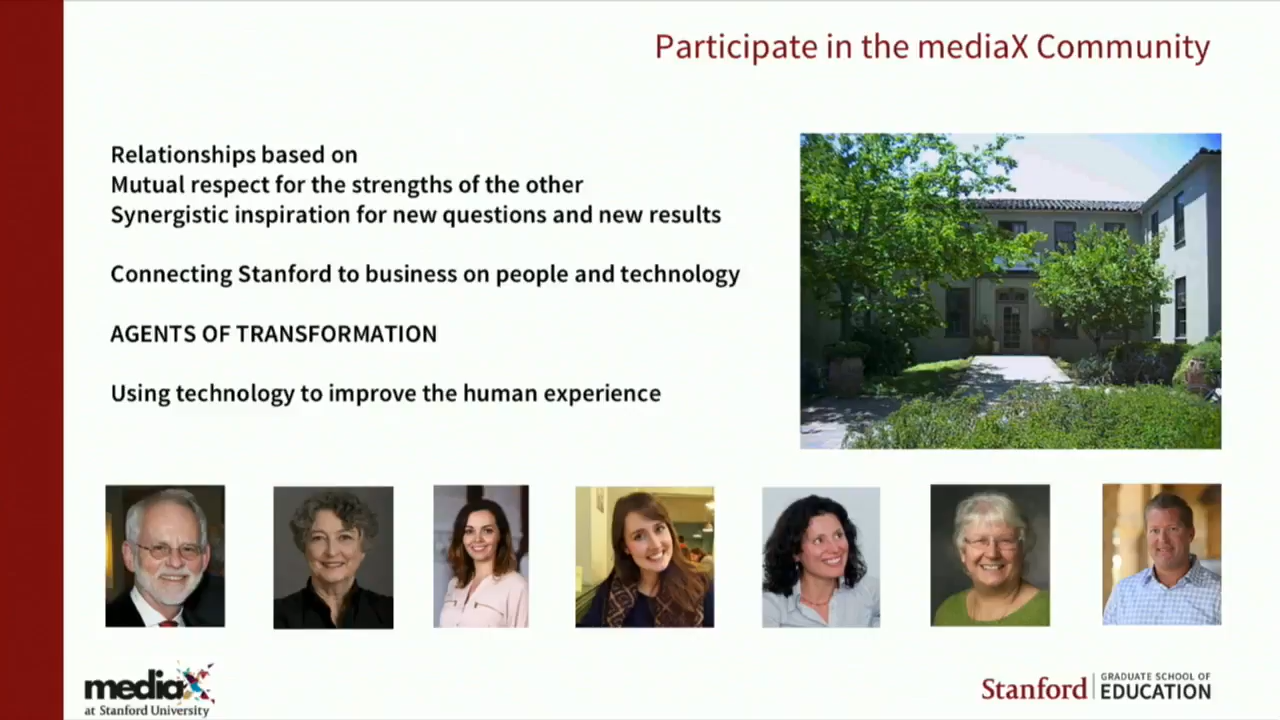 Participate in the mediaX Community
Relationships based on
Mutual respect for the strengths of the other
Synergistic inspiration for new questions and new results
Connecting Stanford to business on people and technology
AGENTS OF TRANSFORMATION
Using technology to improve the human experience
mediaX
at Stanford University
Stanford
GRADUATE SCHOOL OF
EDUCATION